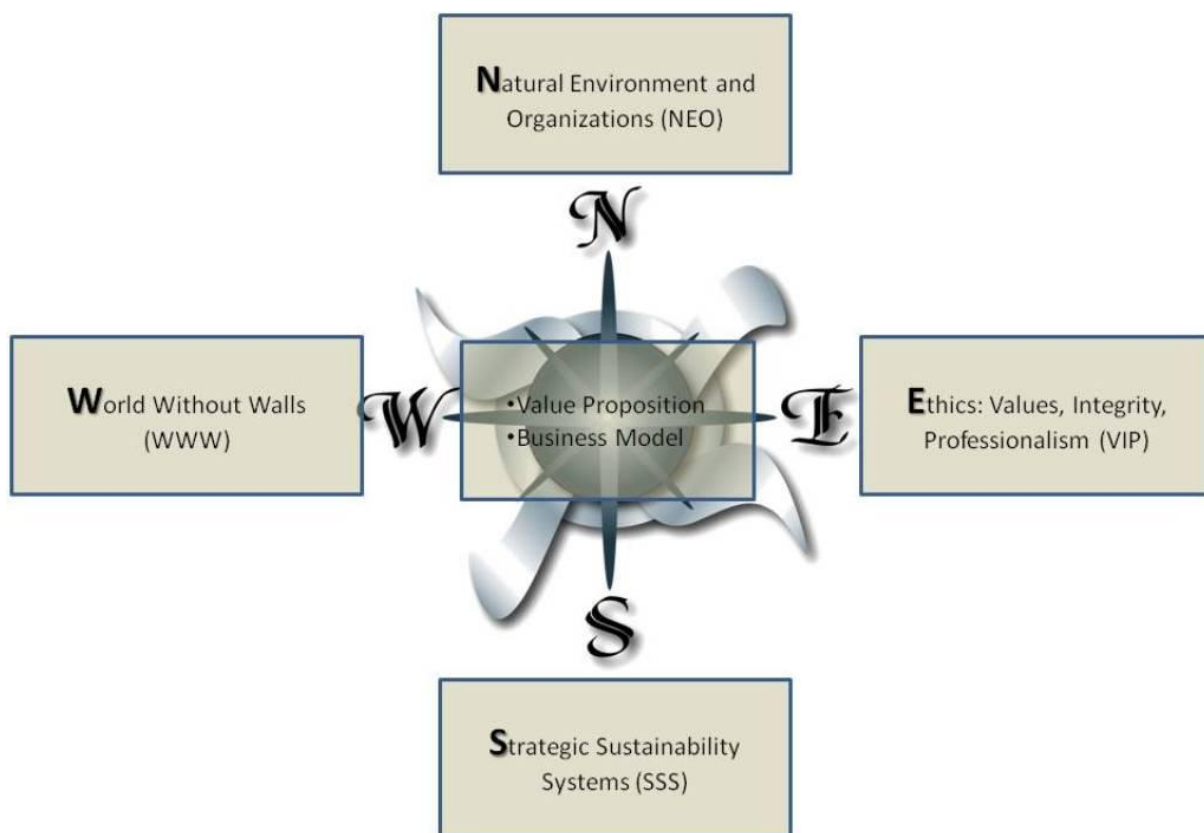 Natural Environment and
Organizations (NEO)
N
World Without Walls
(WWW)
W
•Value Proposition
•Business Model
E
Ethics: Values, Integrity,
Professionalism (VIP)
S
Strategic Sustainability
Systems (SSS)